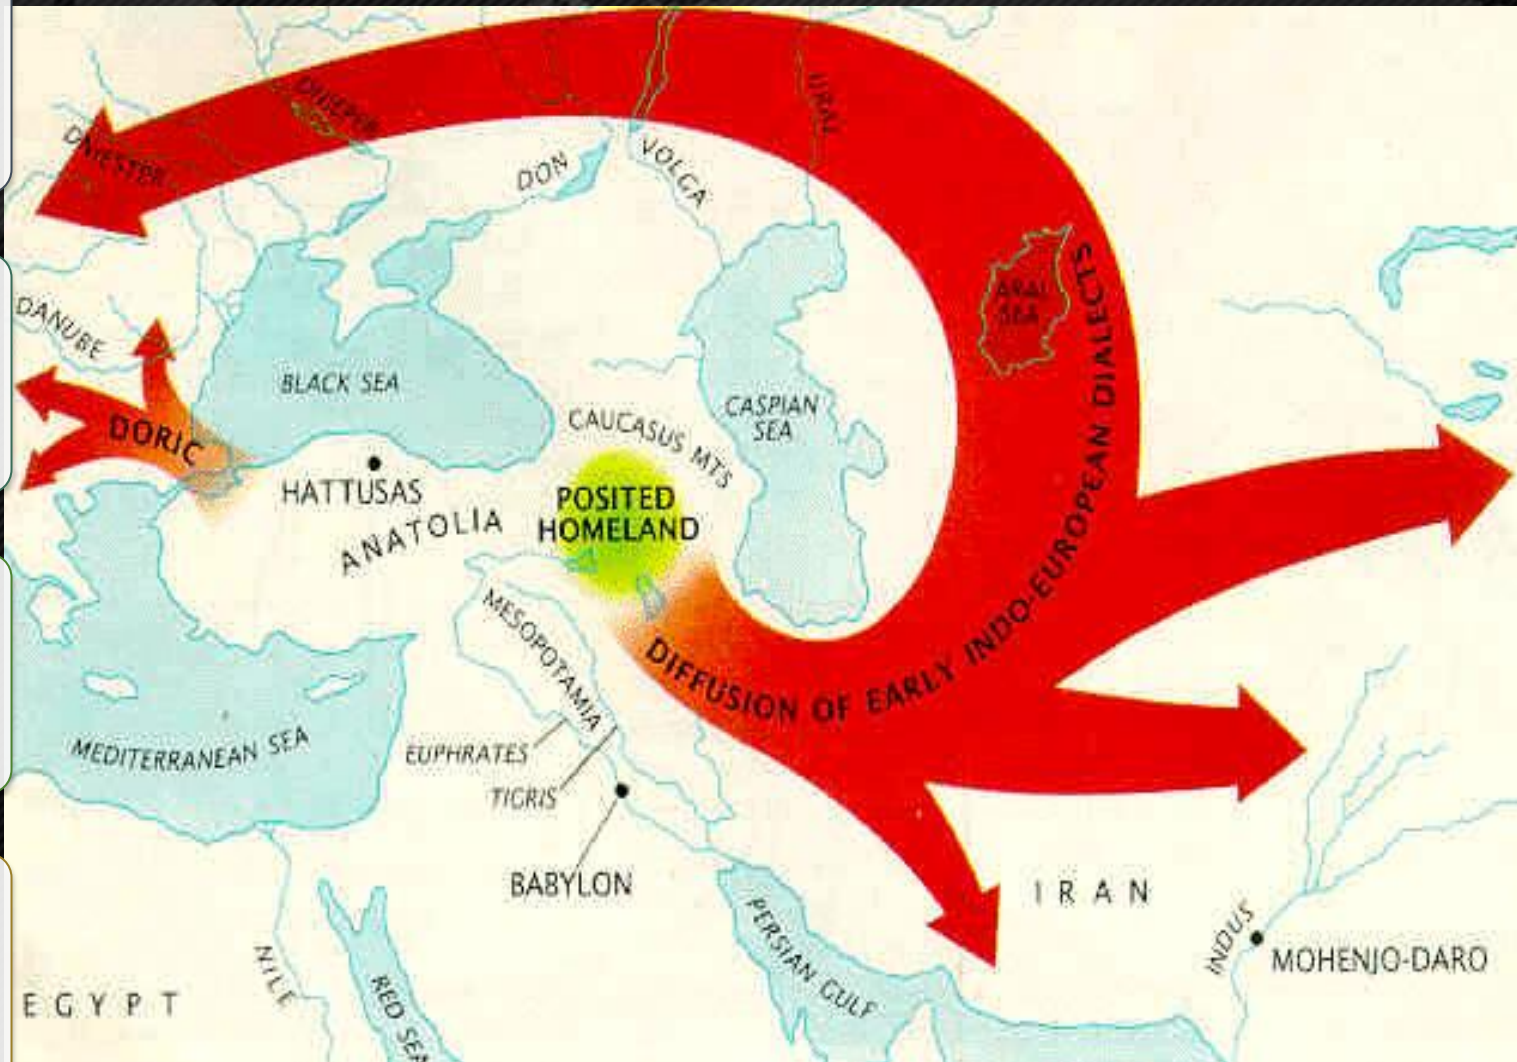 DNIEPER
DNIESTER
DON
VOLGA
URAL
DANUBE
ARAL
SEA
BLACK SEA
CASPIAN
SEA
CAUCASUS MTS
DORIC
HATTUSAS
ANATOLIA
POSITED
HOMELAND
DIFFUSION OF EARLY INDO-EUROPEAN DIALECTS
MESOPOTAMIA
MEDITERRANEAN SEA
EUPHRATES
TIGRIS
BABYLON
IRAN
PERSIAN GULF
INDUS
MOHENJO-DARO
NILE
EGYPT
RED SEA